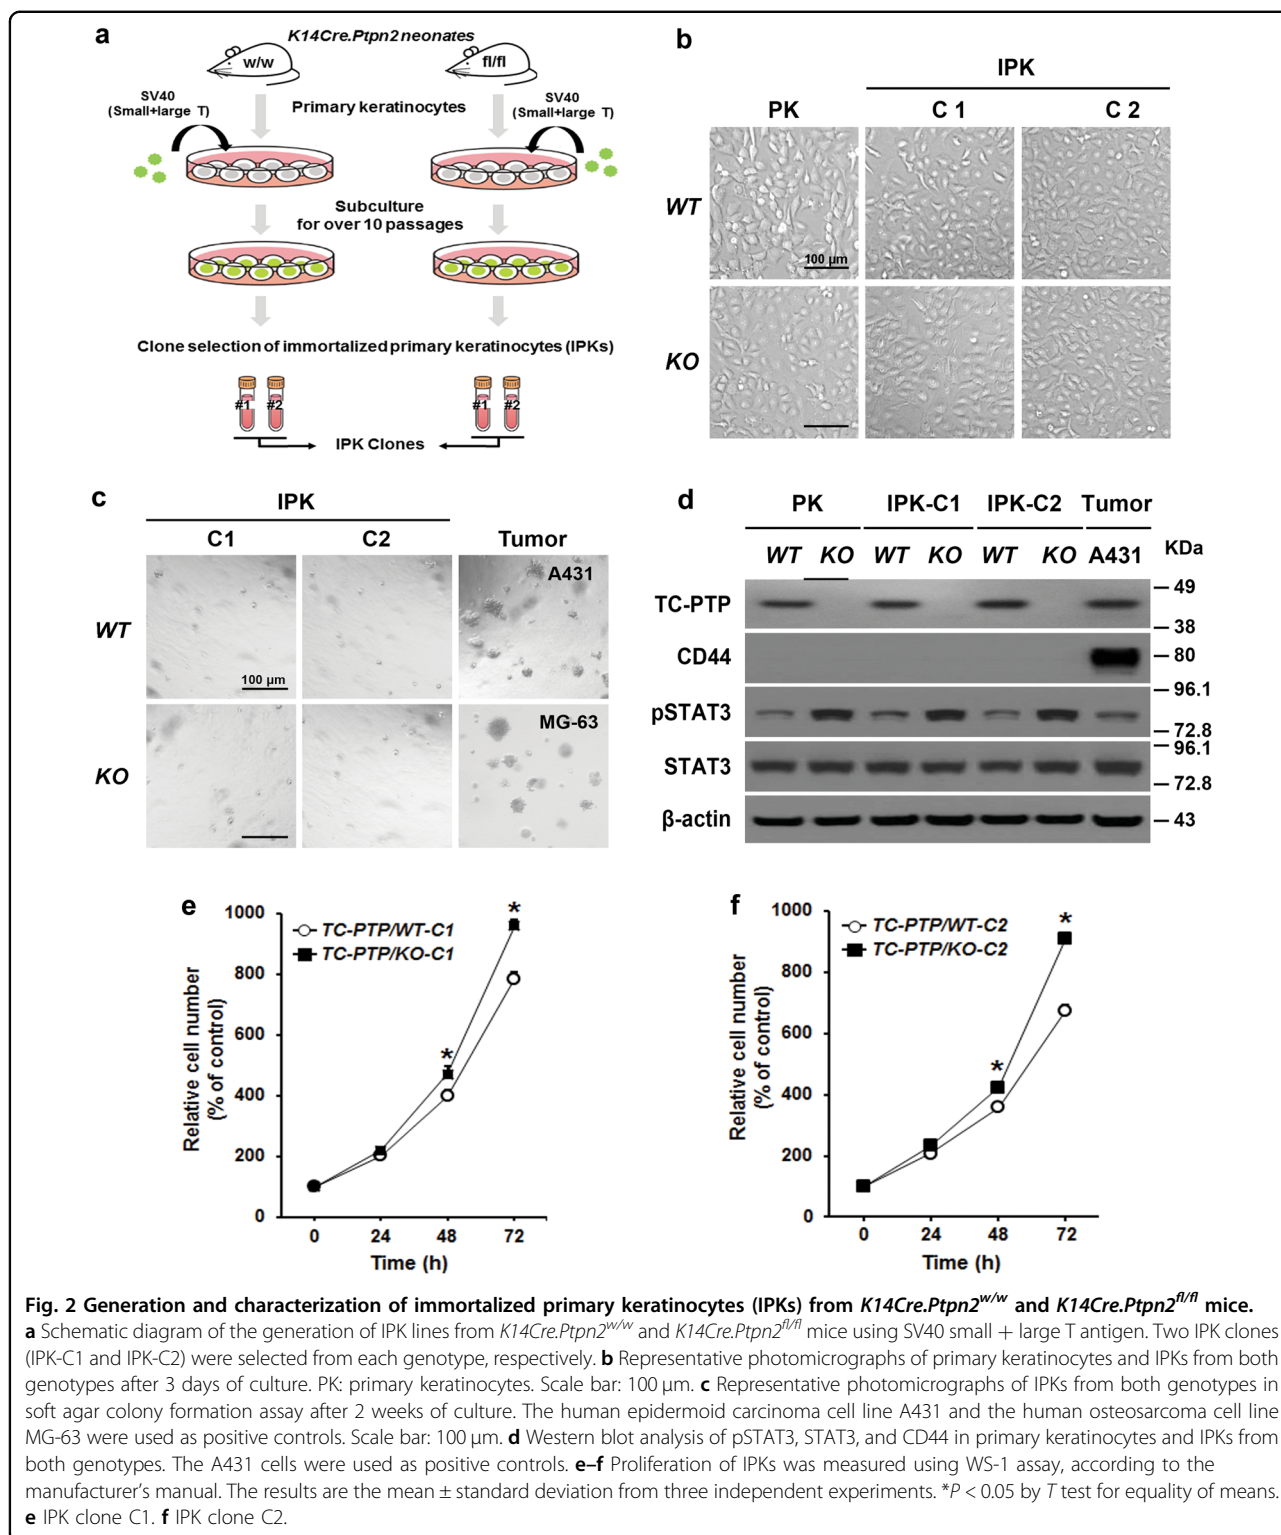 a
K14Cre.Ptpn2 neonates
w/w
fl/fl
SV40
(Small+large T)
Primary keratinocytes
SV40
(Small+large T)
Subculture
for over 10 passages
Clone selection of immortalized primary keratinocytes (IPKs)
#1 #2
#1 #2
IPK Clones
b
IPK
PK C 1 C 2
WT
100 µm
KO
c
IPK
C1 C2 Tumor
A431
WT
100 µm
MG-63
KO
d
PK IPK-C1 IPK-C2 Tumor
WT KO WT KO WT KO A431 KDa
TC-PTP
49
38
CD44
80
pSTAT3
96.1
72.8
STAT3
96.1
72.8
β-actin
43
e
TC-PTP/WT-C1
TC-PTP/KO-C1
Relative cell number
(% of control)
1000
800
600
400
200
0
* *
0 24 48 72
Time (h)
f
TC-PTP/WT-C2
TC-PTP/KO-C2
Relative cell number
(% of control)
1000
800
600
400
200
0
* *
0 24 48 72
Time (h)
Fig. 2 Generation and characterization of immortalized primary keratinocytes (IPKs) from K14Cre.Ptpn2w/w and K14Cre.Ptpn2fl/fl mice.
a Schematic diagram of the generation of IPK lines from K14Cre.Ptpn2w/w and K14Cre.Ptpn2fl/fl mice using SV40 small + large T antigen. Two IPK clones
(IPK-C1 and IPK-C2) were selected from each genotype, respectively. b Representative photomicrographs of primary keratinocytes and IPKs from both
genotypes after 3 days of culture. PK: primary keratinocytes. Scale bar: 100 µm. c Representative photomicrographs of IPKs from both genotypes in
soft agar colony formation assay after 2 weeks of culture. The human epidermoid carcinoma cell line A431 and the human osteosarcoma cell line
MG-63 were used as positive controls. Scale bar: 100 µm. d Western blot analysis of pSTAT3, STAT3, and CD44 in primary keratinocytes and IPKs from
both genotypes. The A431 cells were used as positive controls. e–f Proliferation of IPKs was measured using WS-1 assay, according to the
manufacturer's manual. The results are the mean ± standard deviation from three independent experiments. *P < 0.05 by T test for equality of means.
e IPK clone C1. f IPK clone C2.